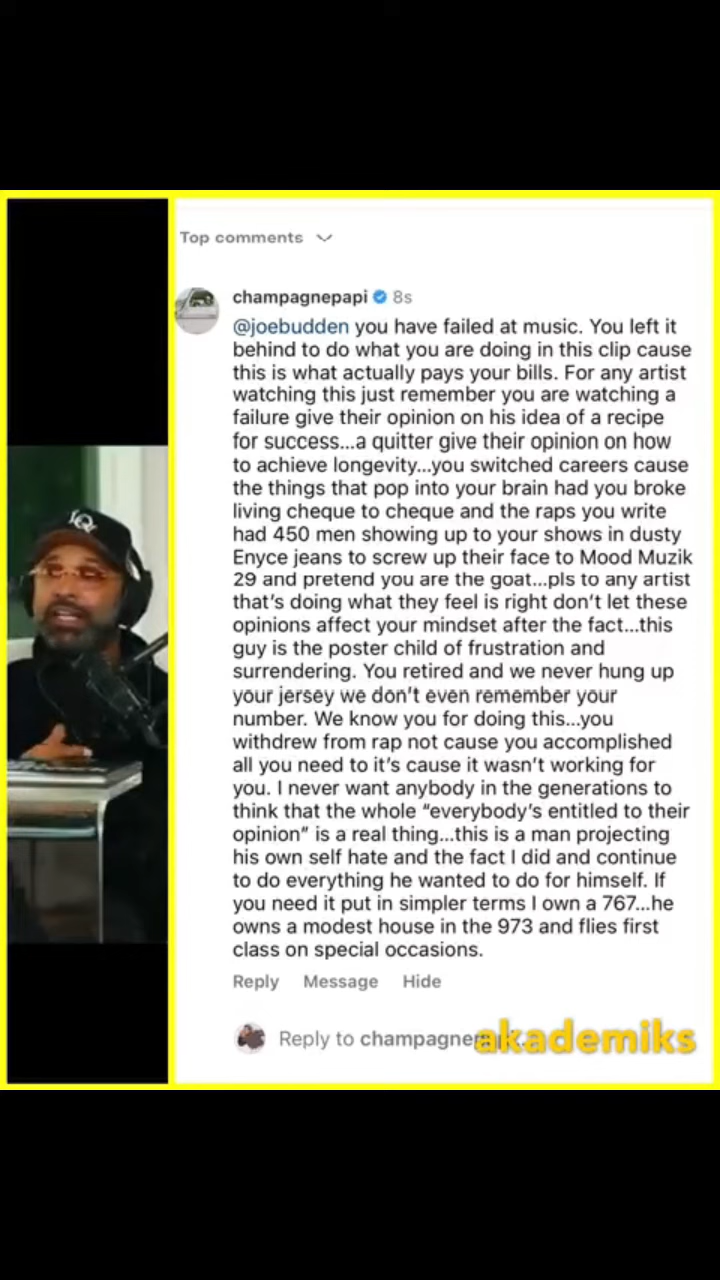 Top comments
champagnepapi 8s
@joebudden you have failed at music. You left it
behind to do what you are doing in this clip cause
this is what actually pays your bills. For any artist
watching this just remember you are watching a
failure give their opinion on his idea of a recipe
for success...a quitter give their opinion on how
to achieve longevity...you switched careers cause
the things that pop into your brain had you broke
living cheque to cheque and the raps you write
had 450 men showing up to your shows in dusty
Enyce jeans to screw up their face to Mood Muzik
29 and pretend you are the goat...pls to any artist
that's doing what they feel is right don't let these
opinions affect your mindset after the fact...this
guy is the poster child of frustration and
surrendering. You retired and we never hung up
your jersey we don't even remember your
number. We know you for doing this...you
withdrew from rap not cause you accomplished
all you need to it's cause it wasn't working for
you. I never want anybody in the generations to
think that the whole “everybody's entitled to their
opinion” is a real thing...this is a man projecting
his own self hate and the fact I did and continue
to do everything he wanted to do for himself. If
you need it put in simpler terms I own a 767...he
owns a modest house in the 973 and flies first
class on special occasions.
Reply Message Hide
Reply to
akademiks